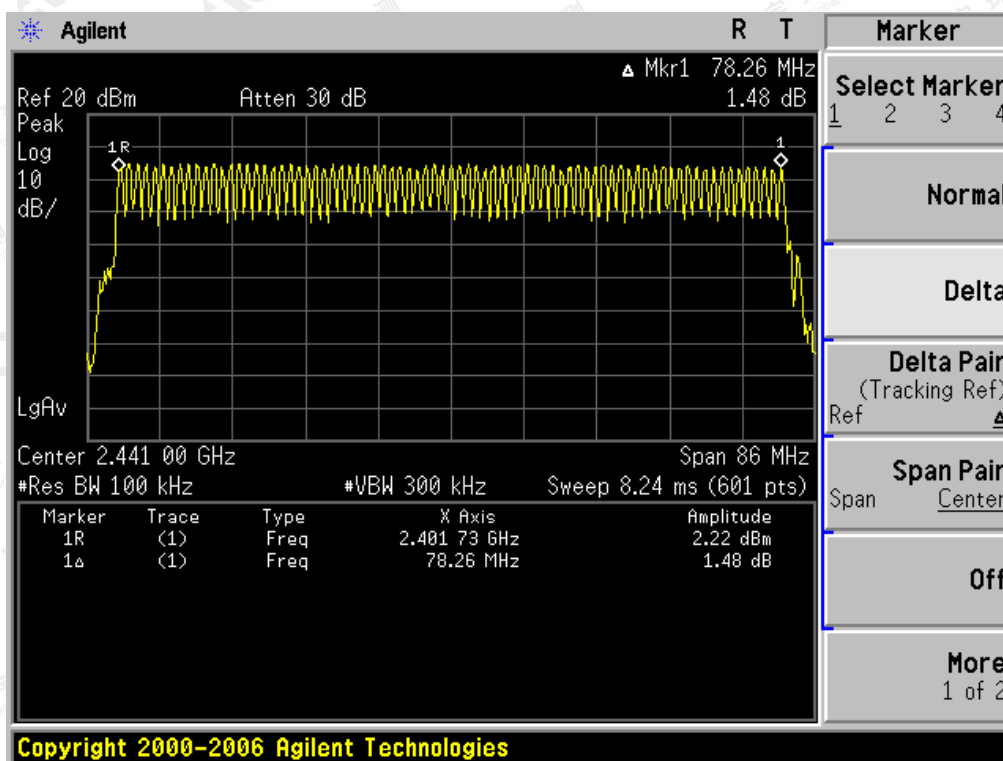 Agilent R T
Δ Mkr1 78.26 MHz
Ref 20 dBm Atten 30 dB 1.48 dB
Peak
Log
10
dB/
1R
1
LgAv
Center 2.441 00 GHz Span 86 MHz
#Res BW 100 kHz #VBW 300 kHz Sweep 8.24 ms (601 pts)
Marker Trace Type X Axis Amplitude
1R (1) Freq 2.401 73 GHz 2.22 dBm
1Δ (1) Freq 78.26 MHz 1.48 dB
Copyright 2000-2006 Agilent Technologies
Marker
Select Marker
1 2 3 4
Normal
Delta
Delta Pair
(Tracking Ref)
Ref Δ
Span Pair
Span Center
Off
More
1 of 2